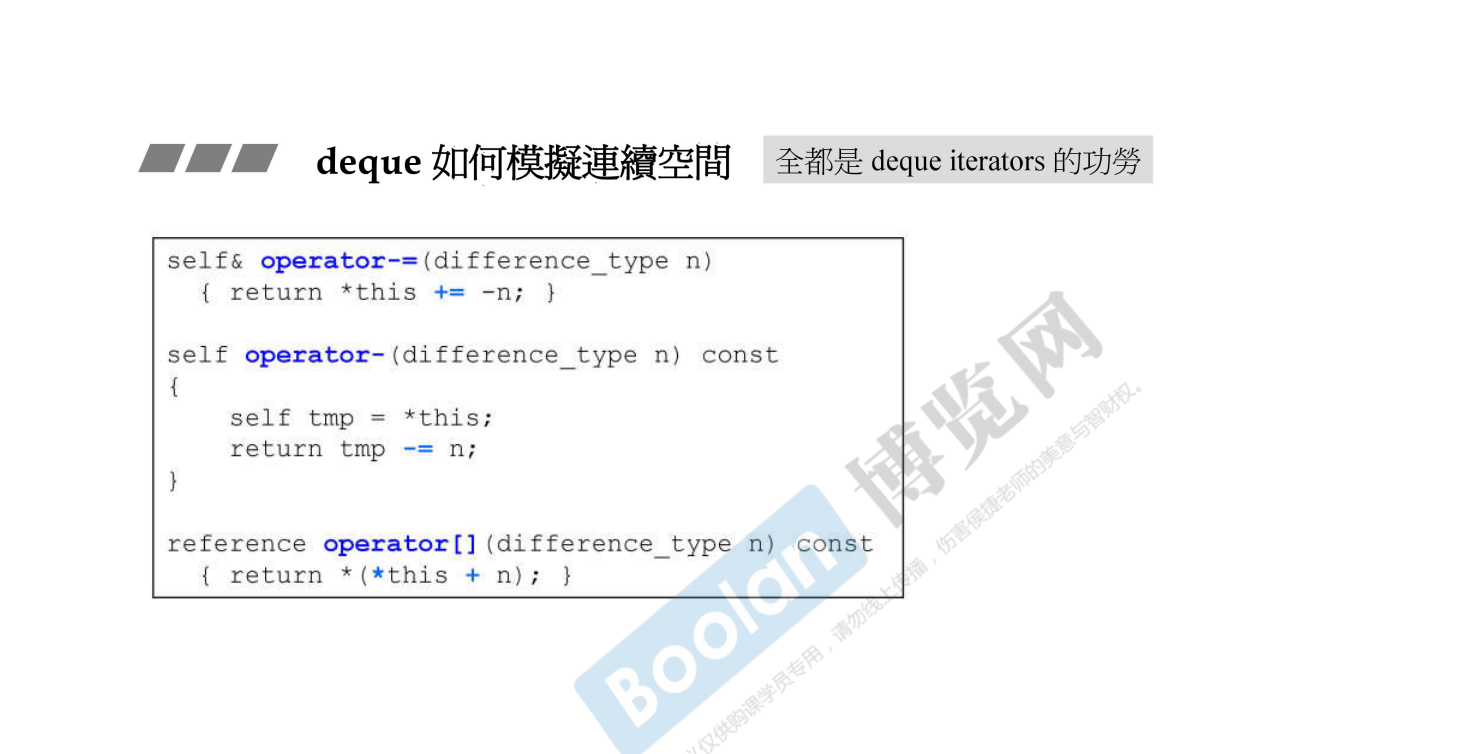 deque 如何模擬連續空間
全都是 deque iterators 的功勞
self& operator-=(difference_type n)
{ return *this += -n; }
self operator-(difference_type n) const
{
self tmp = *this;
return tmp -= n;
}
reference operator[](difference_type n) const
{ return *(*this + n); }
Boolan 博览网
仅供购课学员专用，请勿线上传播，伤害侯捷老师的美意与智财权。